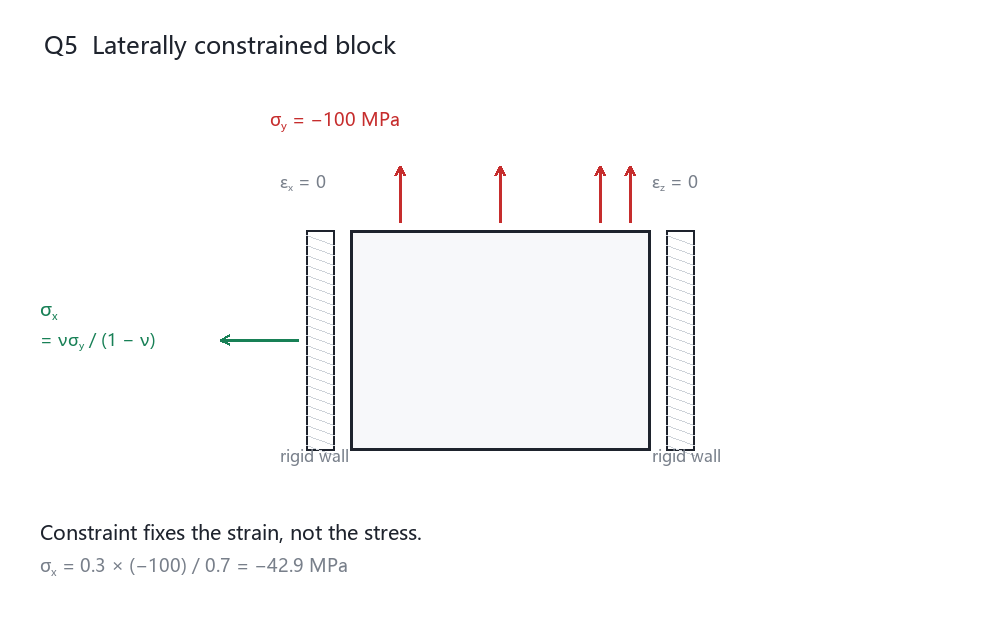 Q5 Laterally constrained block
σy = −100 MPa
εx = 0
εz = 0
σx
= νσy / (1 − ν)
rigid wall
rigid wall
Constraint fixes the strain, not the stress.
σx = 0.3 × (−100) / 0.7 = −42.9 MPa